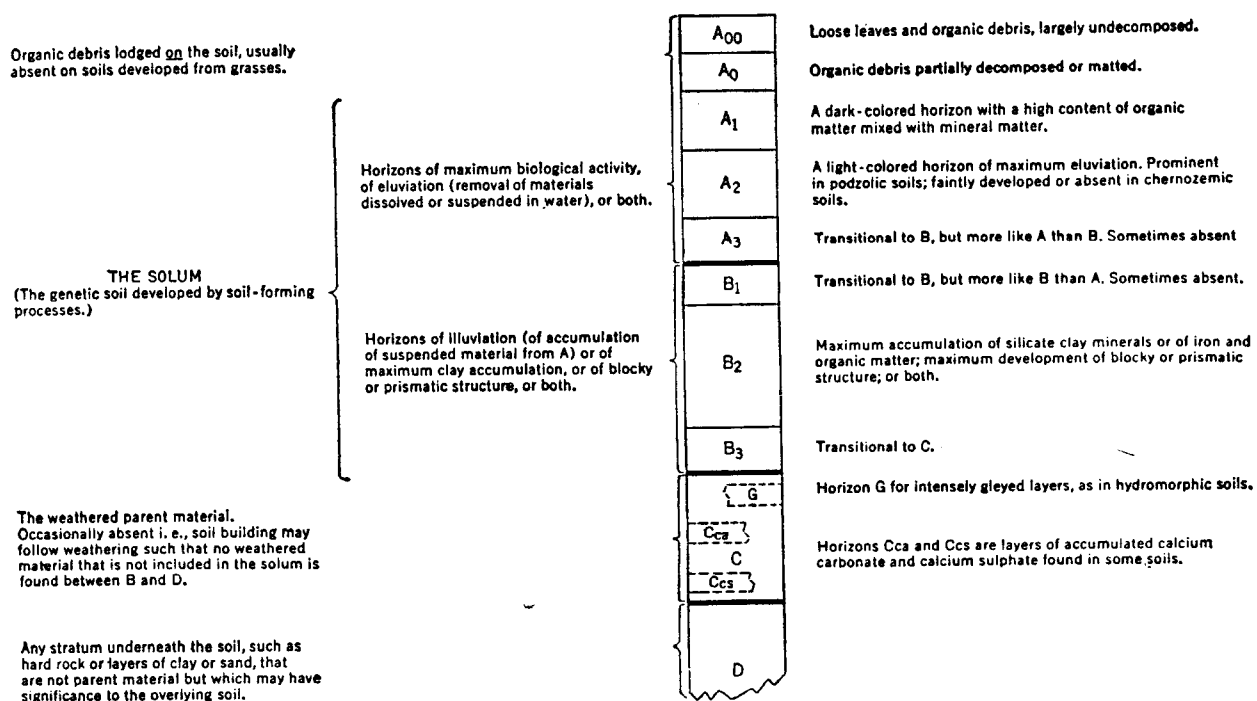 Organic debris lodged on the soil, usually
absent on soils developed from grasses.
THE SOLUM
(The genetic soil developed by soil-forming
processes.)
The weathered parent material.
Occasionally absent i. e., soil building may
follow weathering such that no weathered
material that is not included in the solum is
found between B and D.
Any stratum underneath the soil, such as
hard rock or layers of clay or sand, that
are not parent material but which may have
significance to the overlying soil.
Horizons of maximum biological activity,
of eluviation (removal of materials
dissolved or suspended in water), or both.
Horizons of illuviation (of accumulation
of suspended material from A) or of
maximum clay accumulation, or of blocky
or prismatic structure, or both.
A00
Loose leaves and organic debris, largely undecomposed.
A0
Organic debris partially decomposed or matted.
A1
A dark-colored horizon with a high content of organic
matter mixed with mineral matter.
A2
A light-colored horizon of maximum eluviation. Prominent
in podzolic soils; faintly developed or absent in chernozemic
soils.
A3
Transitional to B, but more like A than B. Sometimes absent
B1
Transitional to B, but more like B than A. Sometimes absent.
B2
Maximum accumulation of silicate clay minerals or of iron and
organic matter; maximum development of blocky or prismatic
structure; or both.
B3
Transitional to C.
G
Horizon G for intensely gleyed layers, as in hydromorphic soils.
Cca
C
Ccs
Horizons Cca and Ccs are layers of accumulated calcium
carbonate and calcium sulphate found in some soils.
D